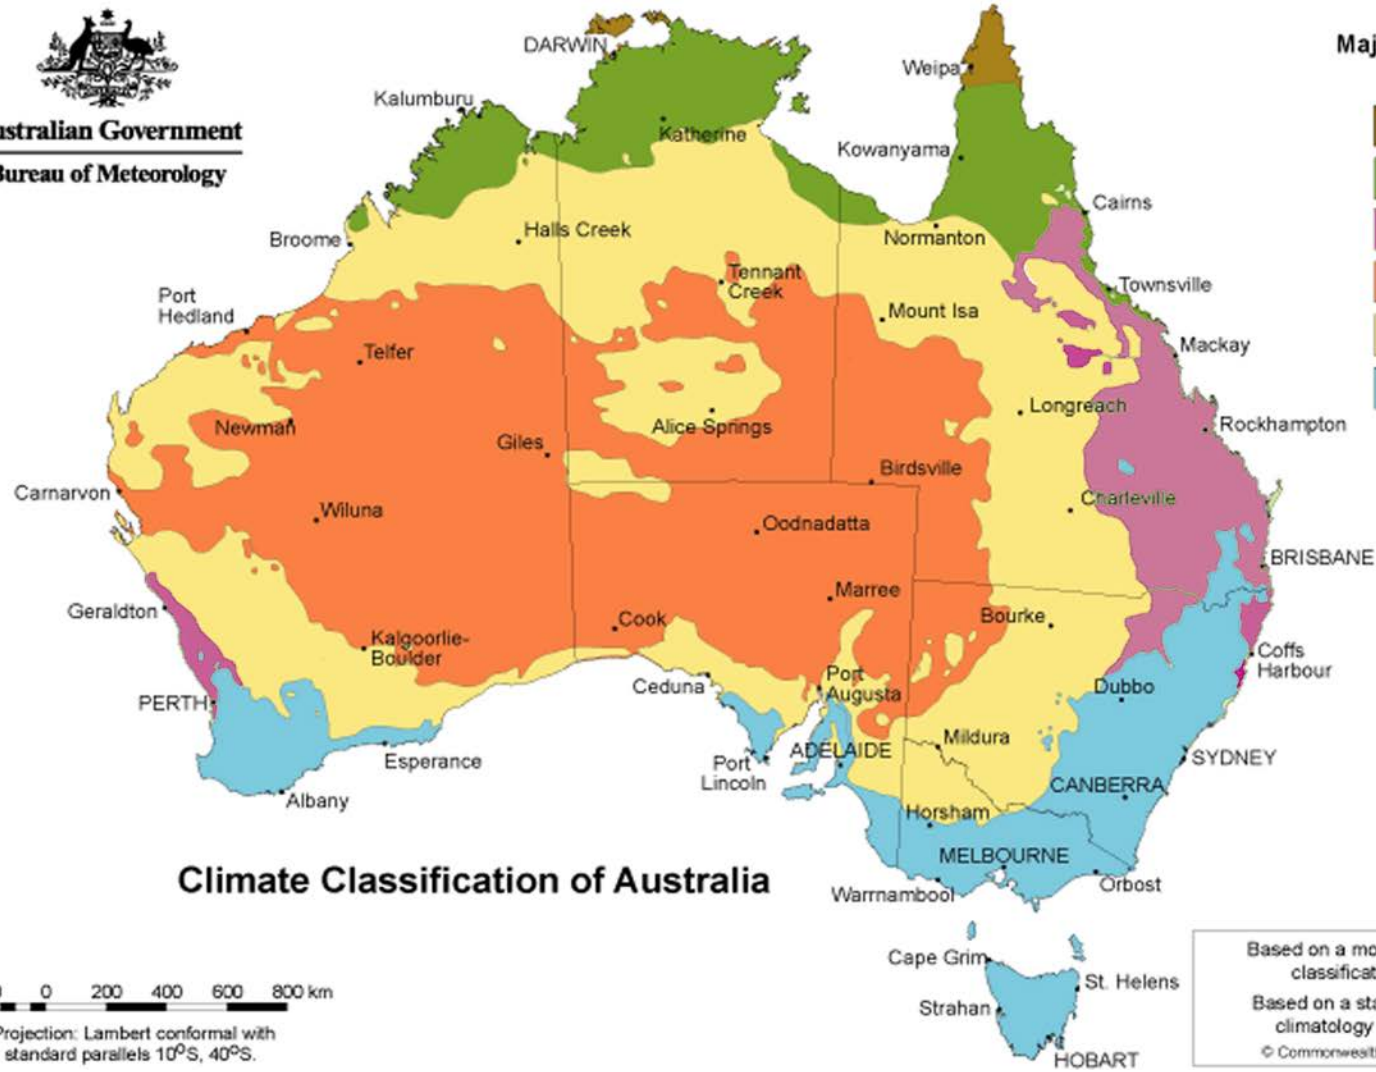 ustralian Government
Bureau of Meteorology
Maj
DARWIN
Weipa
Kalumburu
Katherine
Kowanyama
Cairns
Broome
Halls Creek
Normanton
Tennant
Creek
Townsville
Port
Hedland
Mount Isa
Telfer
Mackay
Newman
Alice Springs
Longreach
Rockhampton
Giles
Birdsville
Carnarvon
Wiluna
Charleville
Oodnadatta
BRISBANE
Marree
Geraldton
Cook
Bourke
Kalgoorlie-
Boulder
Coffs
Harbour
Ceduna
Port
Augusta
Dubbo
PERTH
Mildura
ADELAIDE
SYDNEY
Esperance
Port
Lincoln
CANBERRA
Albany
Horsham
MELBOURNE
Climate Classification of Australia
Orbost
Warrnambool
Cape Grim
St. Helens
Strahan
HOBART
0 200 400 600 800 km
Projection: Lambert conformal with
standard parallels 10°S, 40°S.
Based on a mo
classificat
Based on a sta
climatology
© Commonwealt